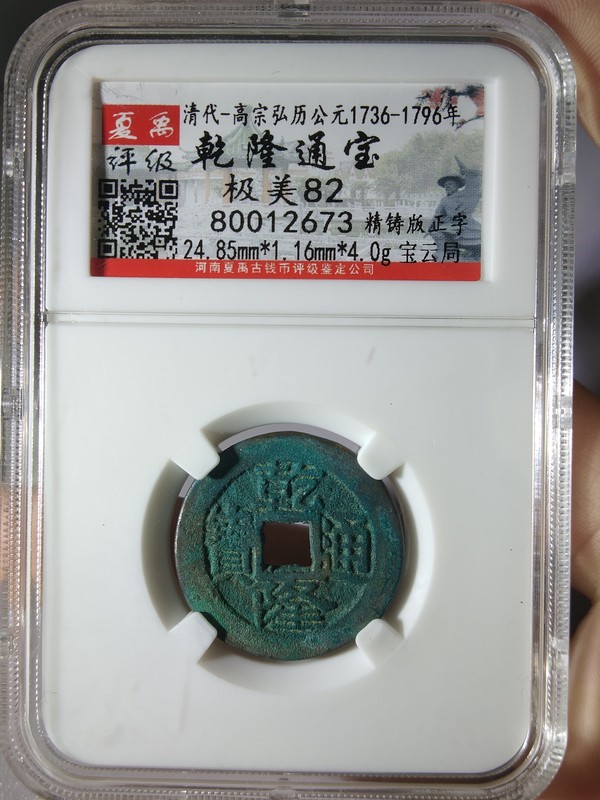 清代-高宗弘历公元1736-1796年
夏禹
评级
乾隆通宝
极美82
80012673 精铸版正字
24.85mm*1.16mm*4.0g 宝云局
河南夏禹古钱币评级鉴定公司
乾
隆
通
寳